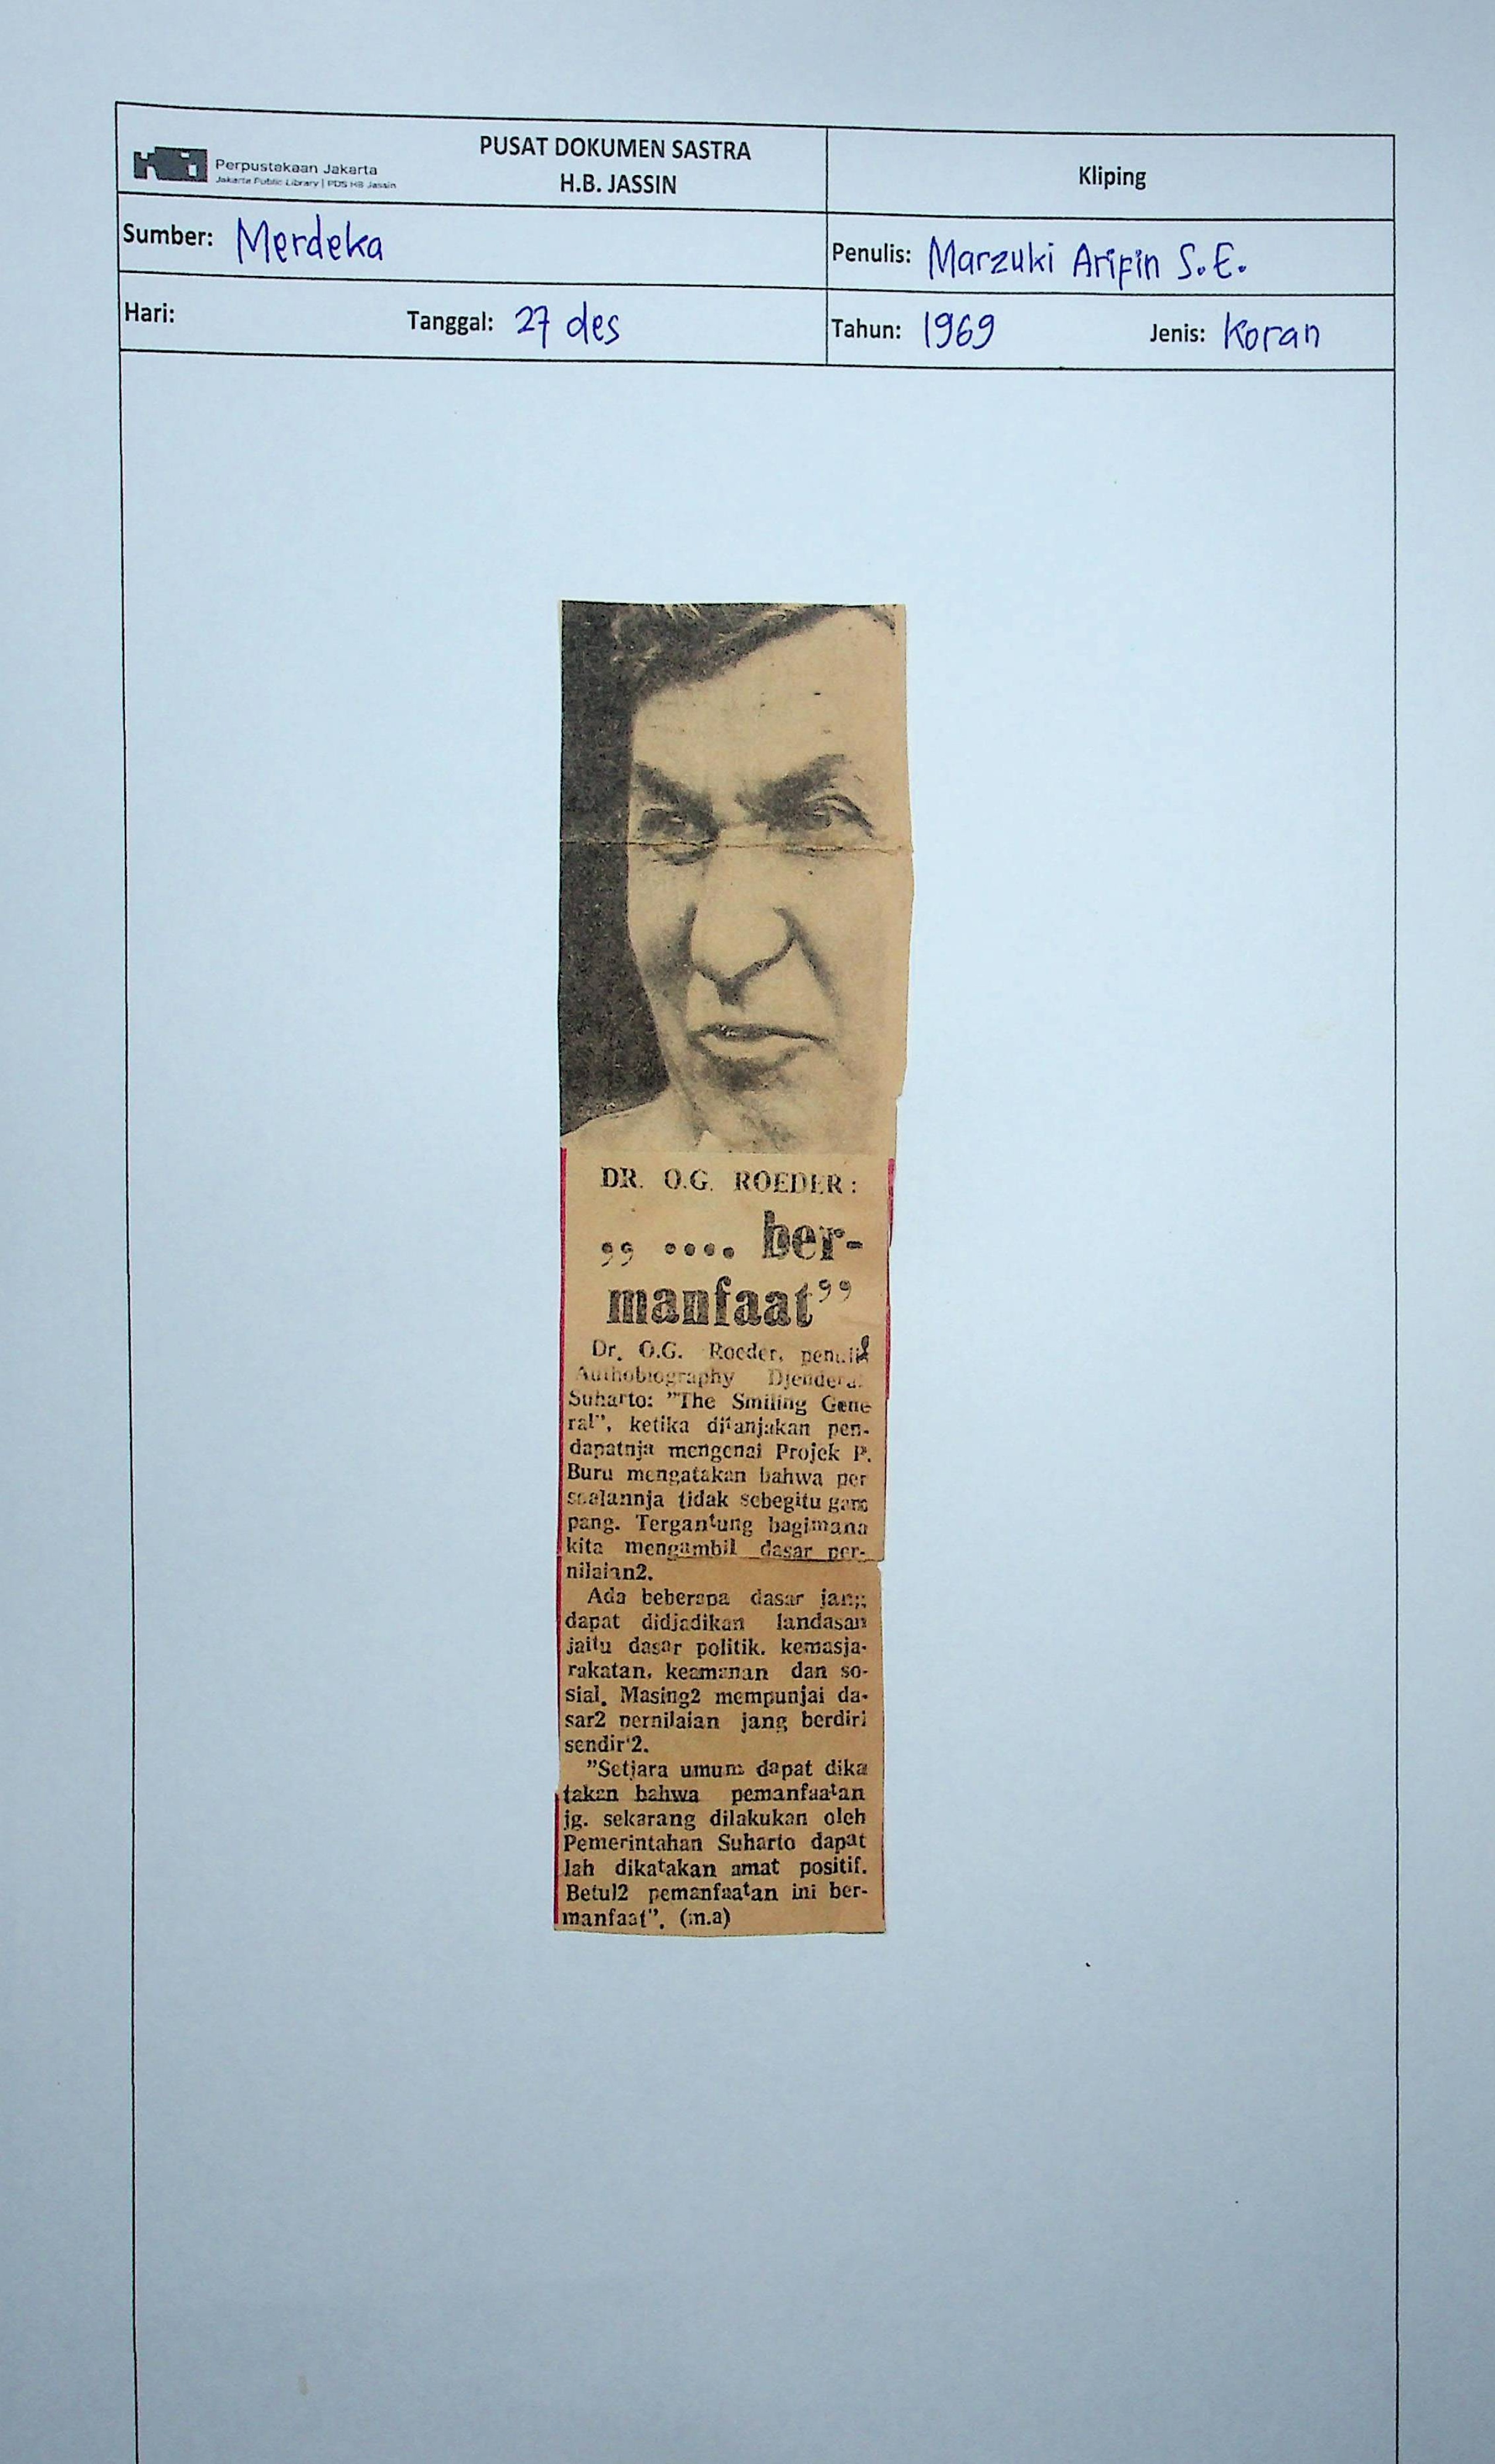 Perpustakaan Jakarta
Jakarta Public Library | PDS HB Jassin
PUSAT DOKUMEN SASTRA
H.B. JASSIN
Kliping
Sumber: Merdeka
Penulis: Marzuki Arifin S.E.
Hari:
Tanggal: 27 des
Tahun: 1969
Jenis: Koran
DR. O.G. ROEDER:
„ .... ber-
manfaat”
Dr. O.G. Roeder, penulis
Authobiography Djenderal
Suharto: ”The Smiling Gene
ral”, ketika ditanjakan pen-
dapatnja mengenai Projek P.
Buru mengatakan bahwa per
soalannja tidak sebegitu gam
pang. Tergantung bagimana
kita mengambil dasar per-
nilaian2.
Ada beberapa dasar jang
dapat didjadikan landasan
jaitu dasar politik, kemasja-
rakatan, keamanan dan so-
sial. Masing2 mempunjai da-
sar2 pernilaian jang berdiri
sendiri2.
”Setjara umum dapat dika
takan bahwa pemanfaatan
jg. sekarang dilakukan oleh
Pemerintahan Suharto dapat
lah dikatakan amat positif.
Betul2 pemanfaatan ini ber-
manfaat”. (m.a)